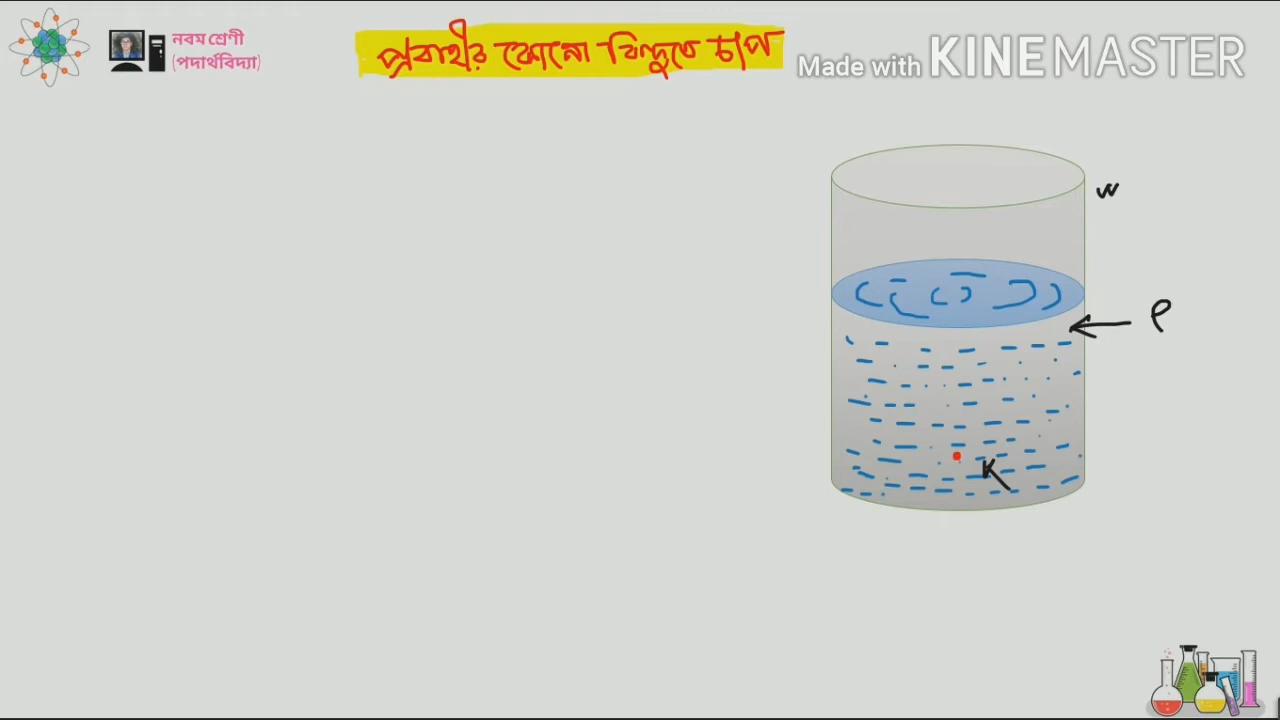 নবম শ্রেণী
(পদার্থবিদ্যা)
প্রবাহীর কোনো বিন্দুতে চাপ
Made with KINEMASTER
w
ρ
K